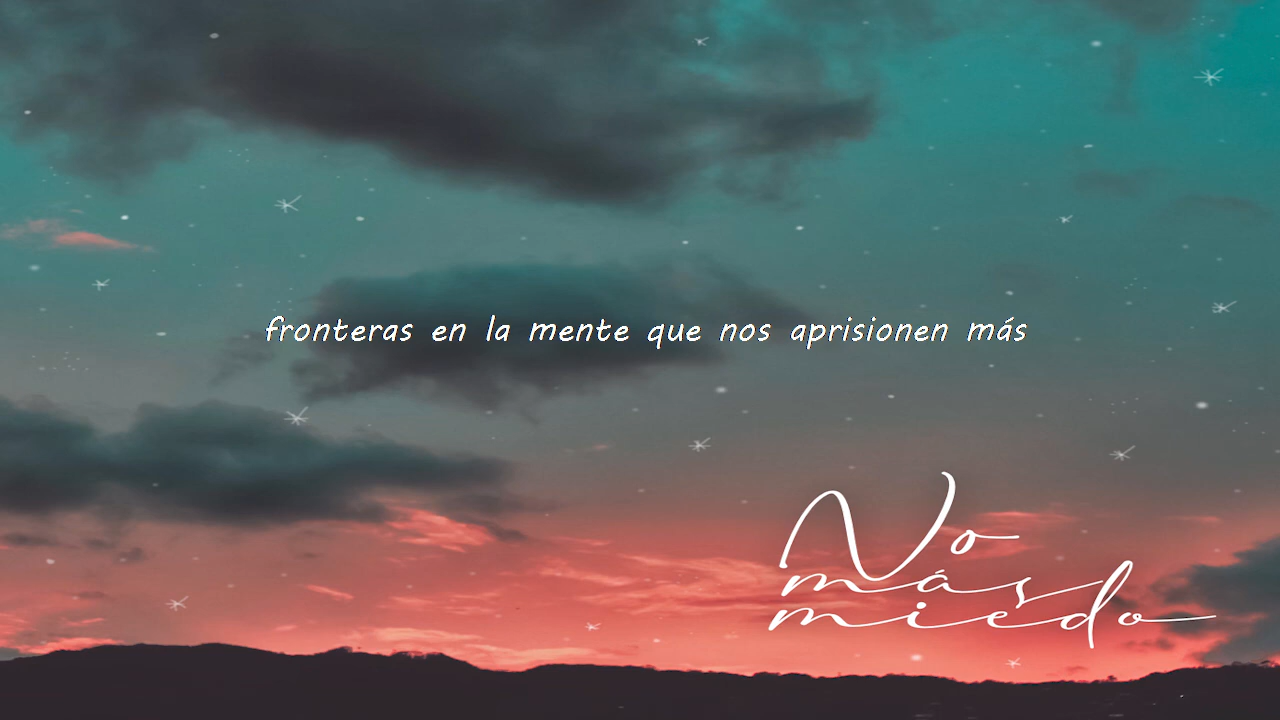 fronteras en la mente que nos aprisionen más
No
más
miedo